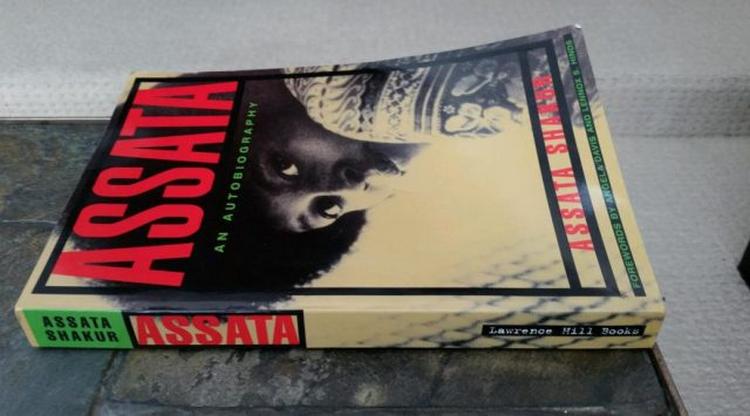 ASSATA
AN AUTOBIOGRAPHY
ASSATA SHAKUR
FOREWORDS BY ANGELA DAVIS AND LENNOX S. HINDS
ASSATA
SHAKUR
ASSATA
Lawrence Hill Books